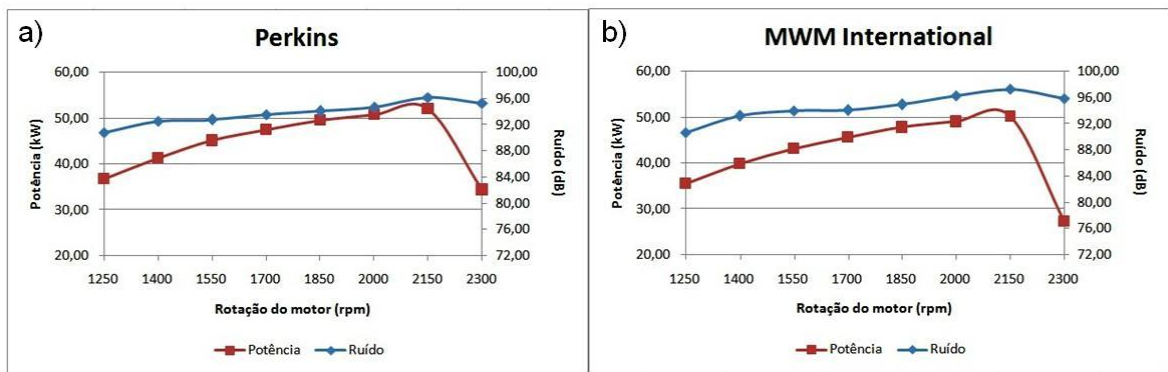 a)
Perkins
60,00
50,00
40,00
30,00
20,00
Potência (kW)
100,00
96,00
92,00
88,00
84,00
80,00
76,00
72,00
Ruído (dB)
1250 1400 1550 1700 1850 2000 2150 2300
Rotação do motor (rpm)
Potência Ruído
b)
MWM International
60,00
50,00
40,00
30,00
20,00
Potência (kW)
100,00
96,00
92,00
88,00
84,00
80,00
76,00
72,00
Ruído (dB)
1250 1400 1550 1700 1850 2000 2150 2300
Rotação do motor (rpm)
Potência Ruído